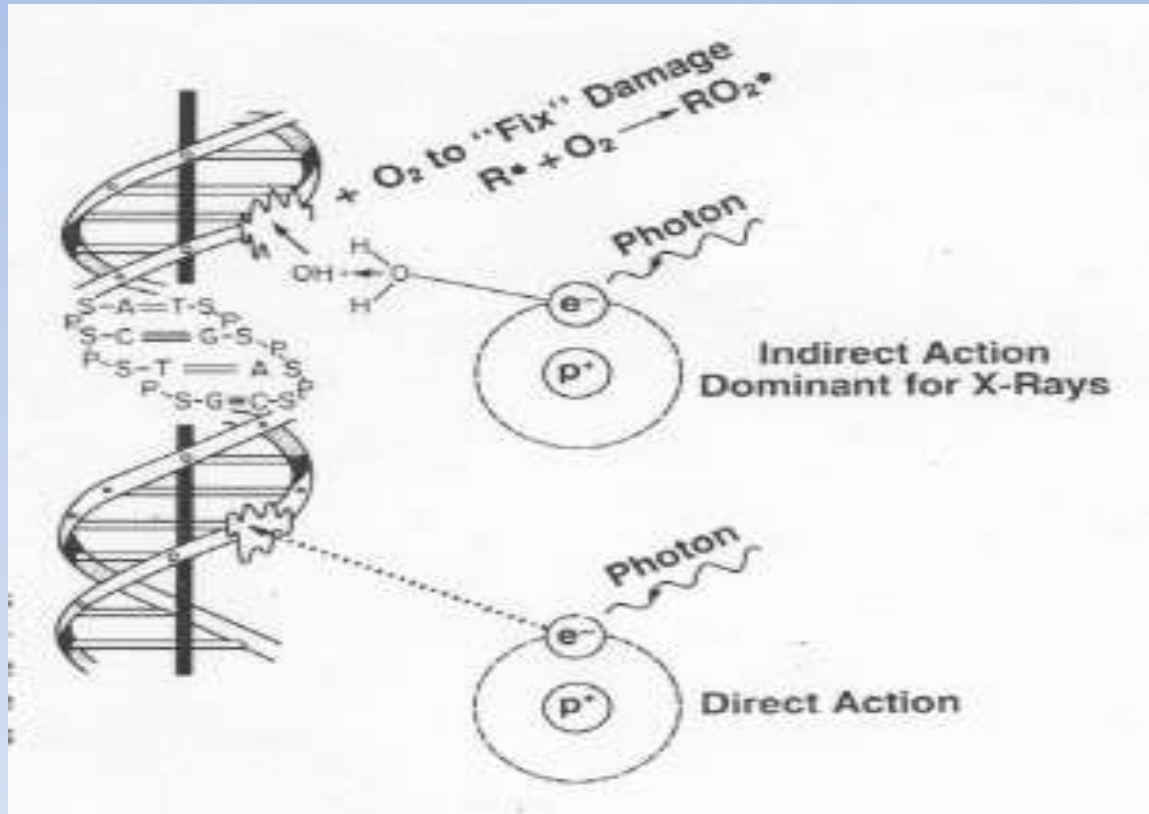 + O₂ to "Fix" Damage
R• + O₂ → RO₂•
Photon
H
OH
O
H
e⁻
P⁺
Indirect Action
Dominant for X-Rays
S-A=T-S
P P
S-C≡G-S
P P
S-T=A S
P P
S-G≡C S
Photon
e⁻
P⁺
Direct Action